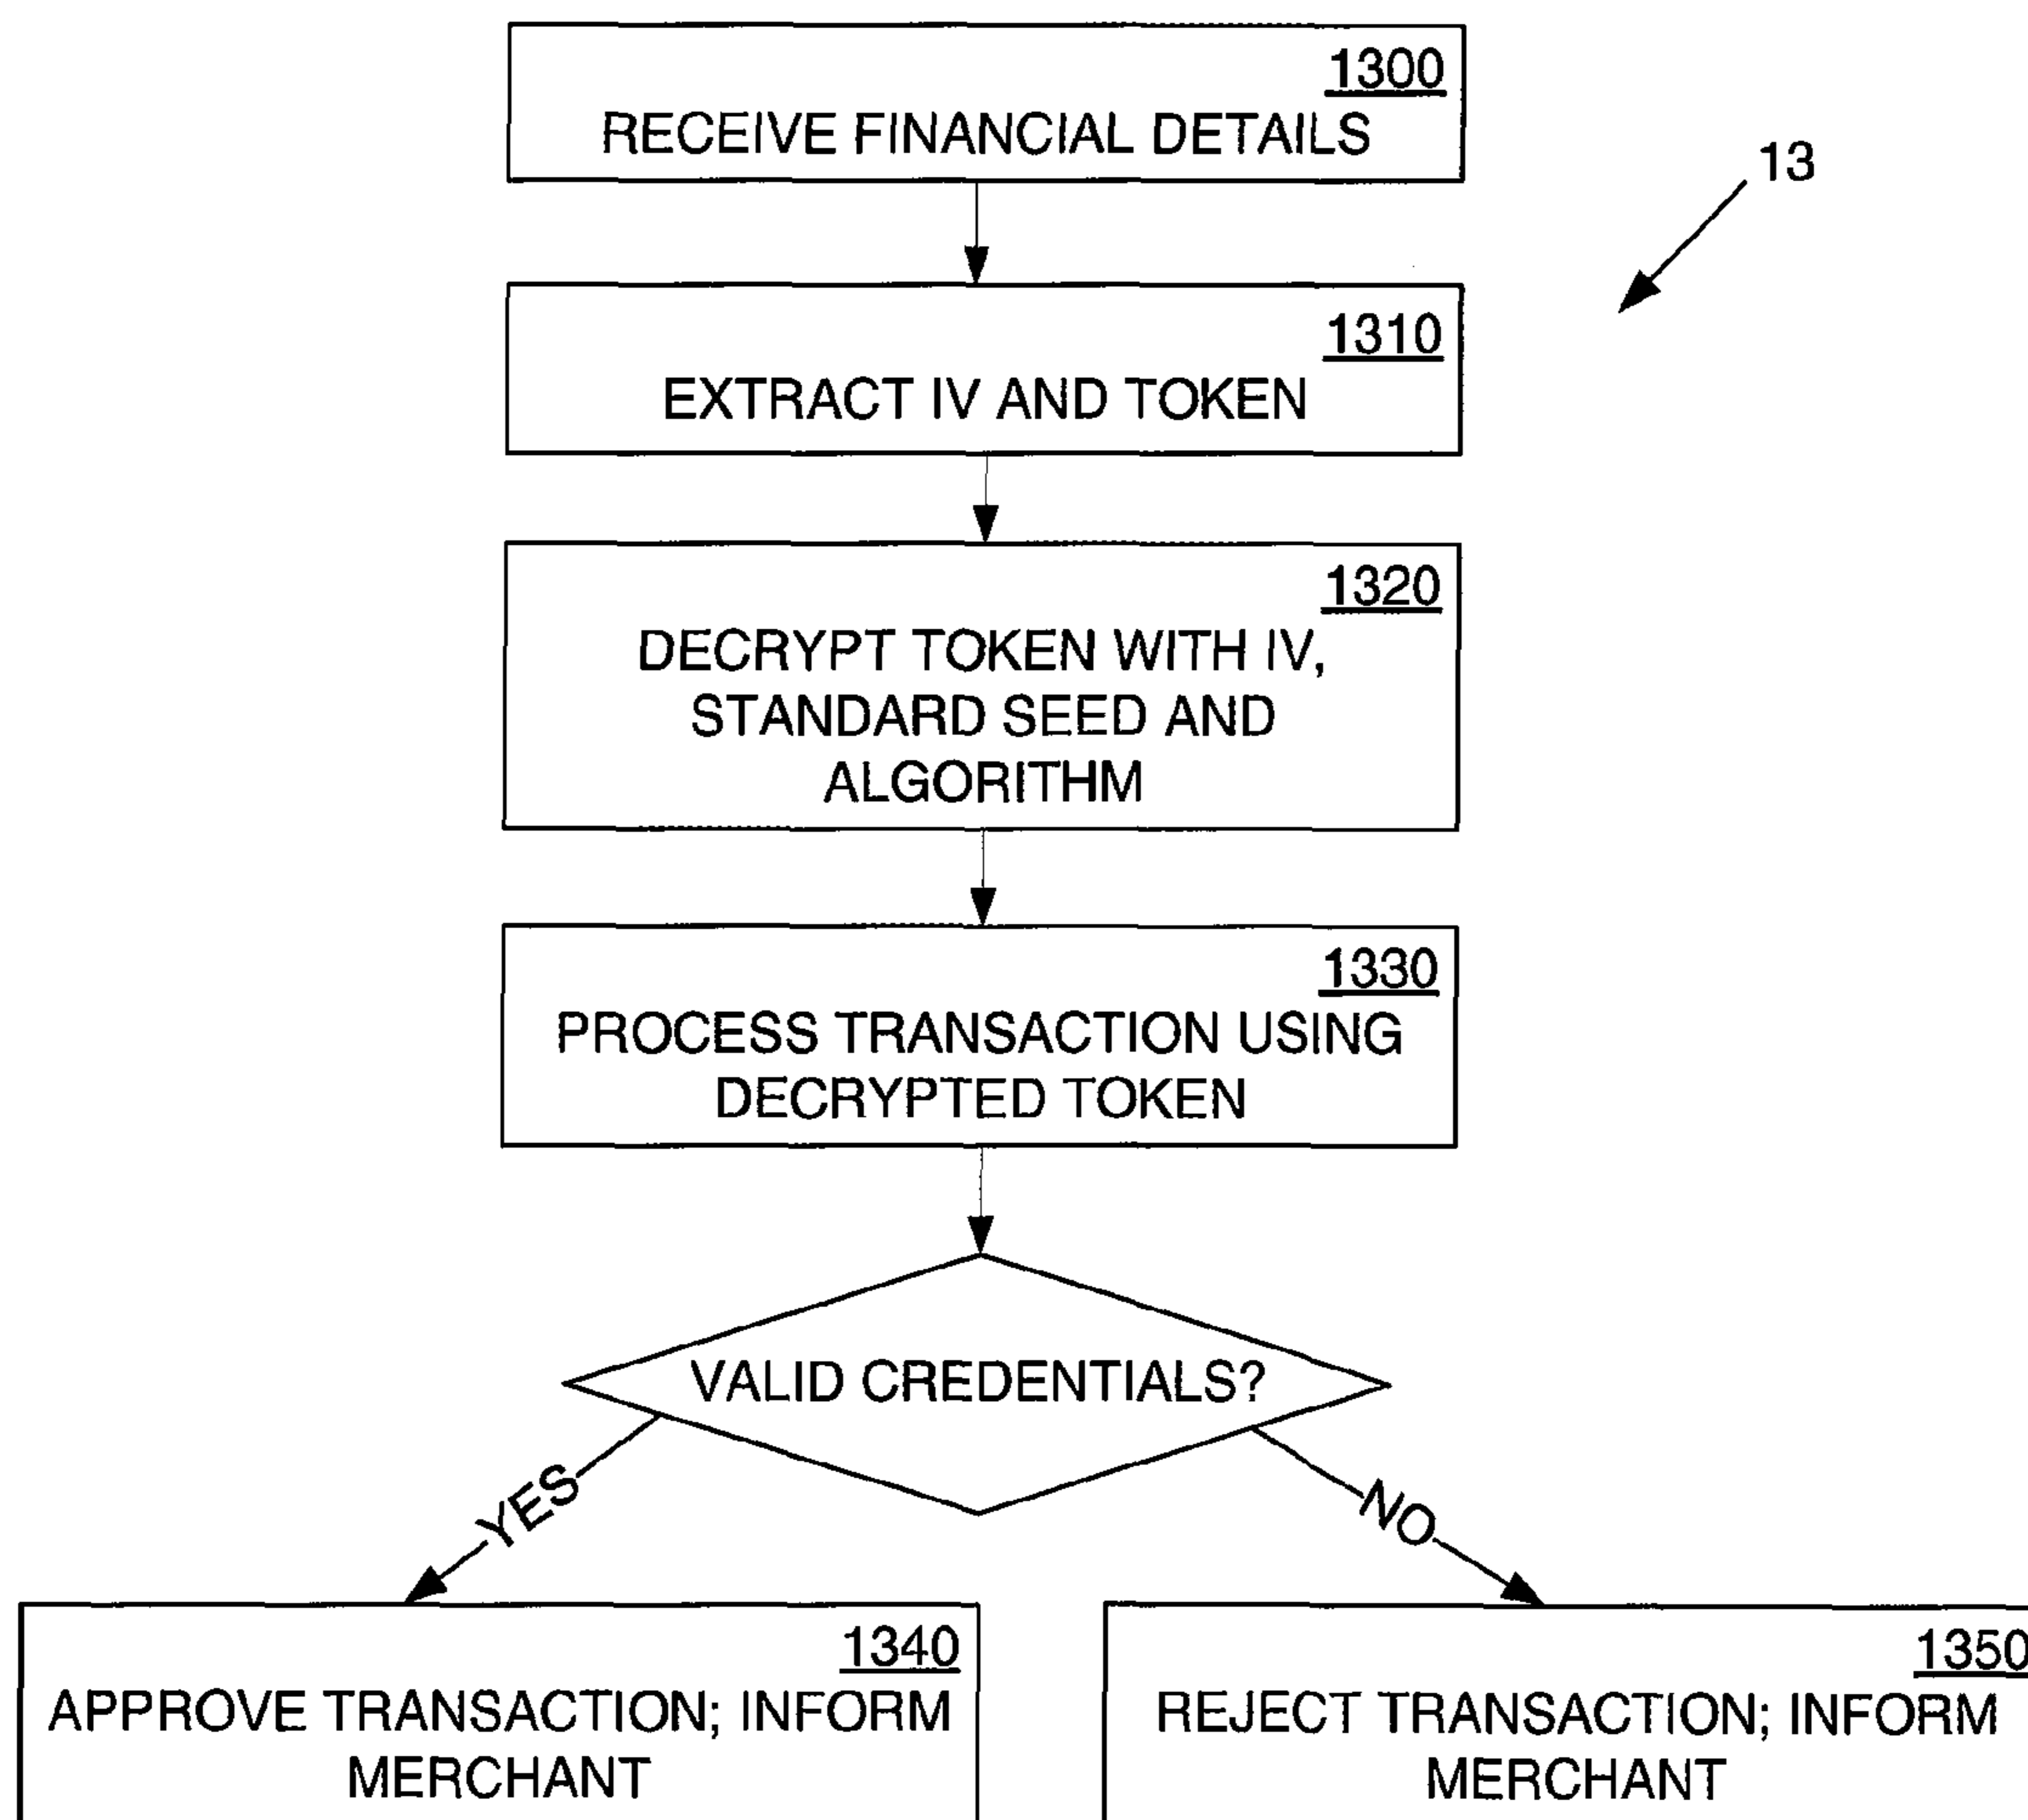 1300
RECEIVE FINANCIAL DETAILS
13
1310
EXTRACT IV AND TOKEN
1320
DECRYPT TOKEN WITH IV,
STANDARD SEED AND
ALGORITHM
1330
PROCESS TRANSACTION USING
DECRYPTED TOKEN
VALID CREDENTIALS?
YES
NO
1340
APPROVE TRANSACTION; INFORM
MERCHANT
1350
REJECT TRANSACTION; INFORM
MERCHANT